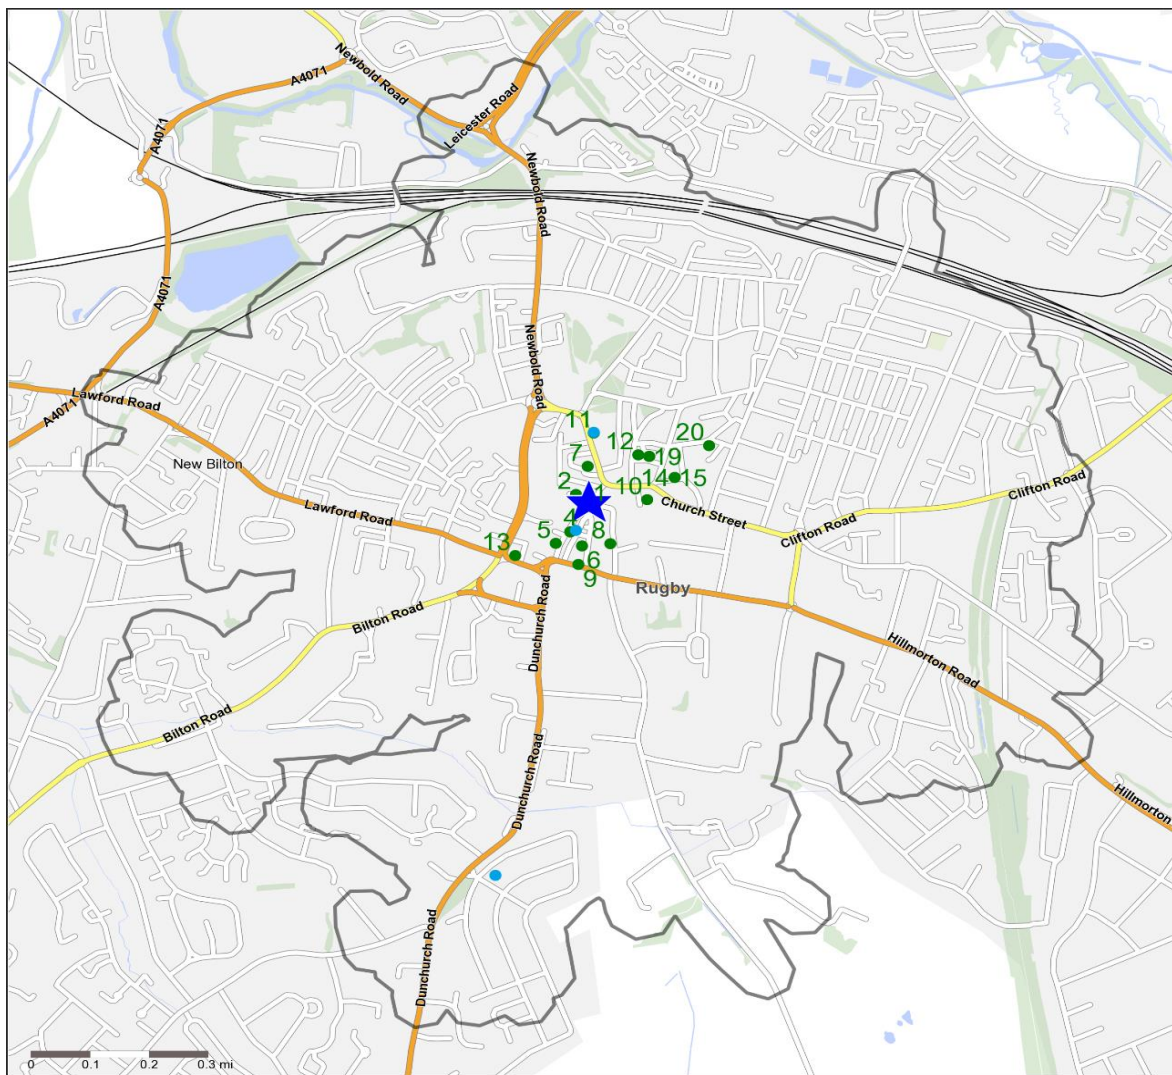 Newbold Road
A4071
Leicester Road
A4071
Newbold Road
A4071
Newbold Road
Lawford Road
A4071
New Bilton
11
12
20
7
19
2
10
14
15
1
Clifton Road
Church Street
Lawford Road
4
Clifton Road
5
8
13
6
9
Rugby
Dunchurch Road
Bilton Road
Hillmorton Road
Bilton Road
Dunchurch Road
Hillmorton
Dunchurch Road
0 0.1 0.2 0.3 mi